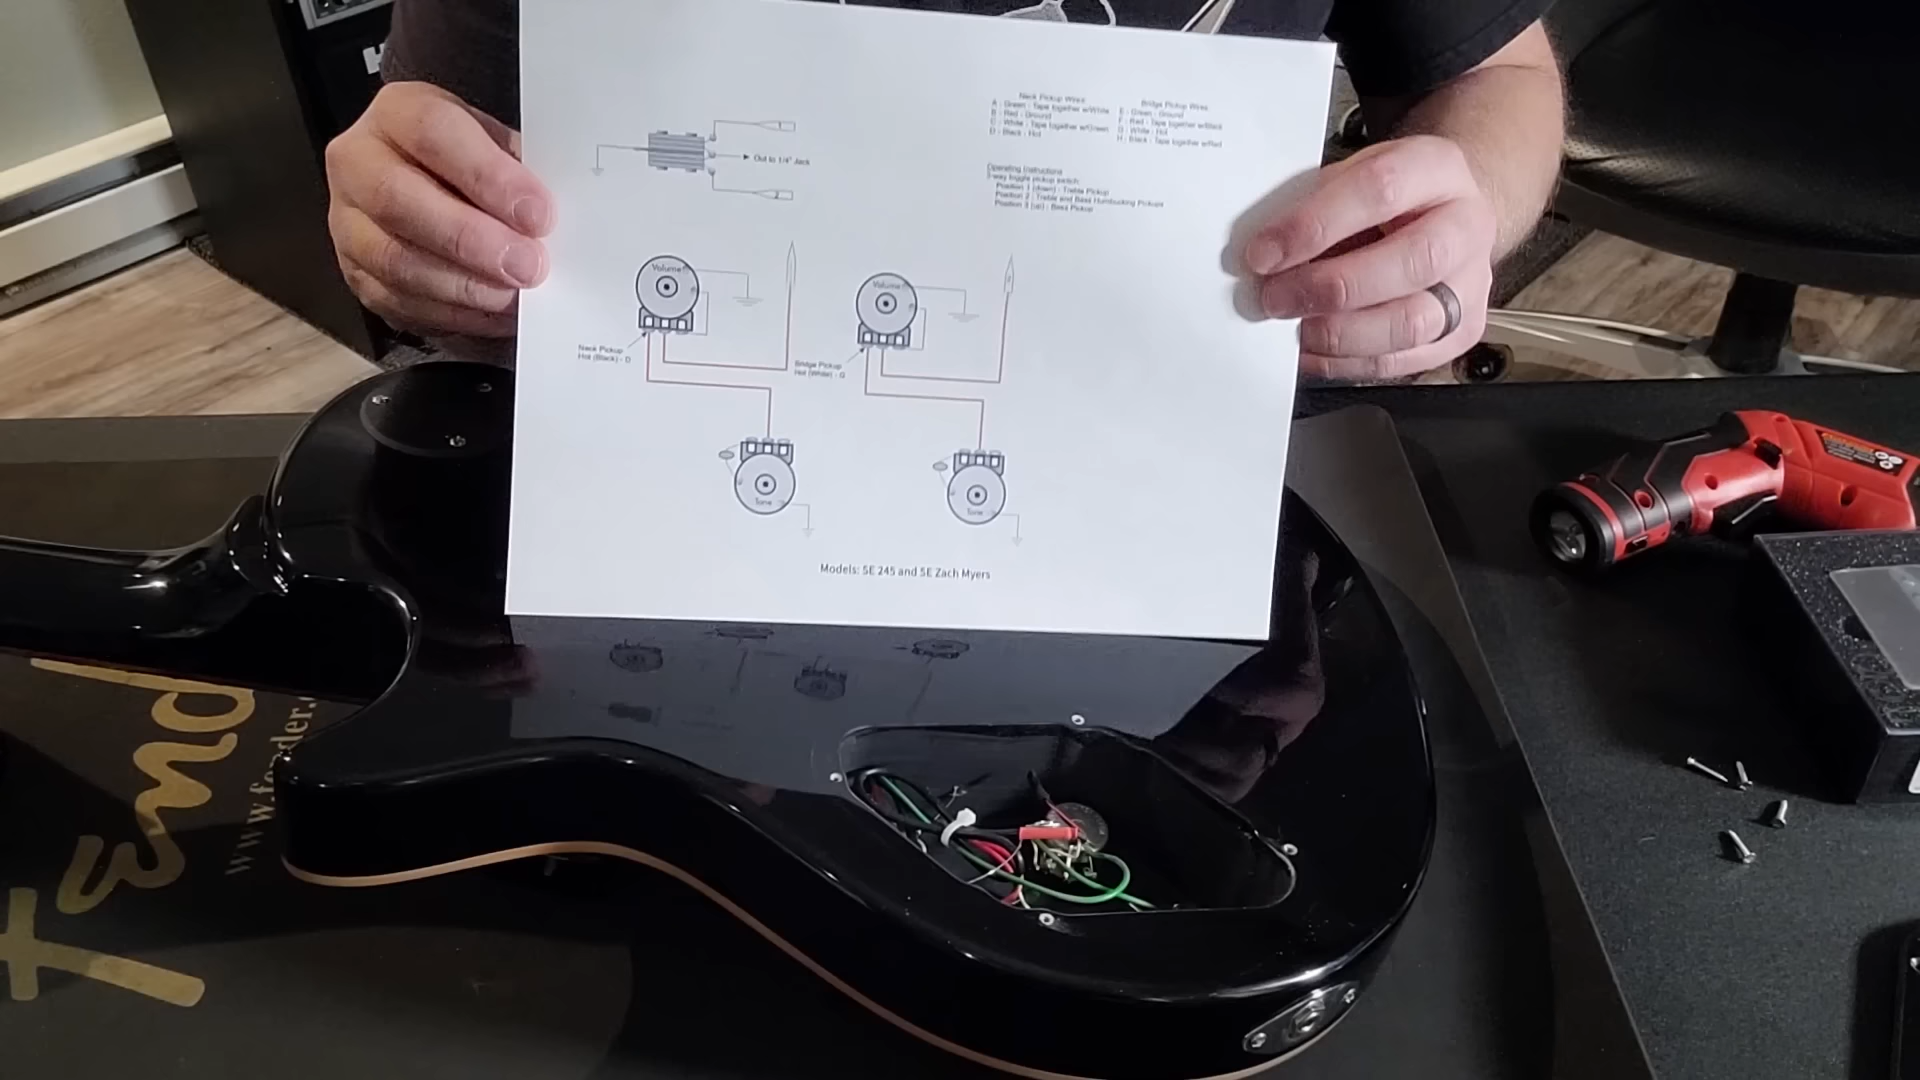 Neck Pickup Wires
A - Green - Tape together w/White
B - Red - Ground
C - White - Tape together w/Green
D - Black - Hot
Bridge Pickup Wires
E - Green - Ground
F - Red - Tape together w/Black
G - White - Hot
H - Black - Tape together w/Red
Out to 1/4" Jack
Operating Instructions
3-way toggle pickup switch:
Position 1 (down) - Treble Pickup
Position 2 - Treble and Bass Humbucking Pickups
Position 3 (up) - Bass Pickup
Volume
Volume
Neck Pickup
Hot (Black) - D
Bridge Pickup
Hot (White) - G
Tone
Tone
Models: SE 245 and SE Zach Myers
Fend
www.fender.